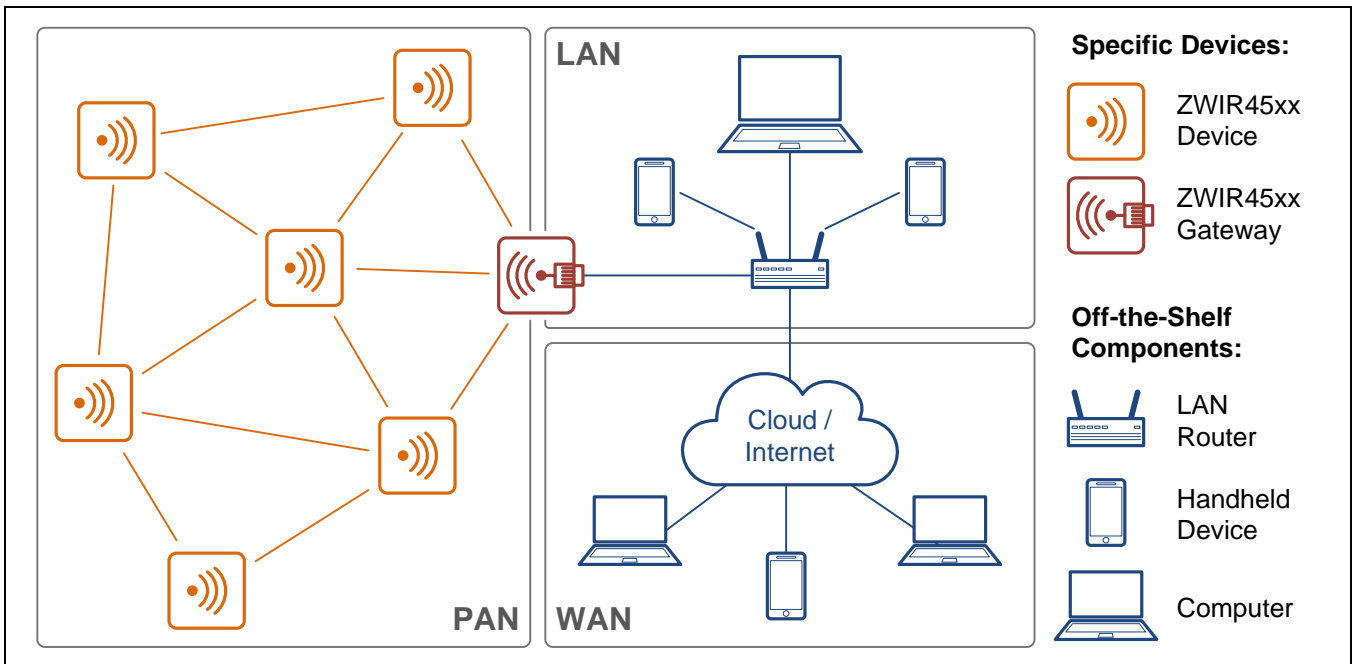 LAN
PAN
Cloud /
Internet
WAN
Specific Devices:
ZWIR45xx
Device
ZWIR45xx
Gateway
Off-the-Shelf
Components:
LAN
Router
Handheld
Device
Computer